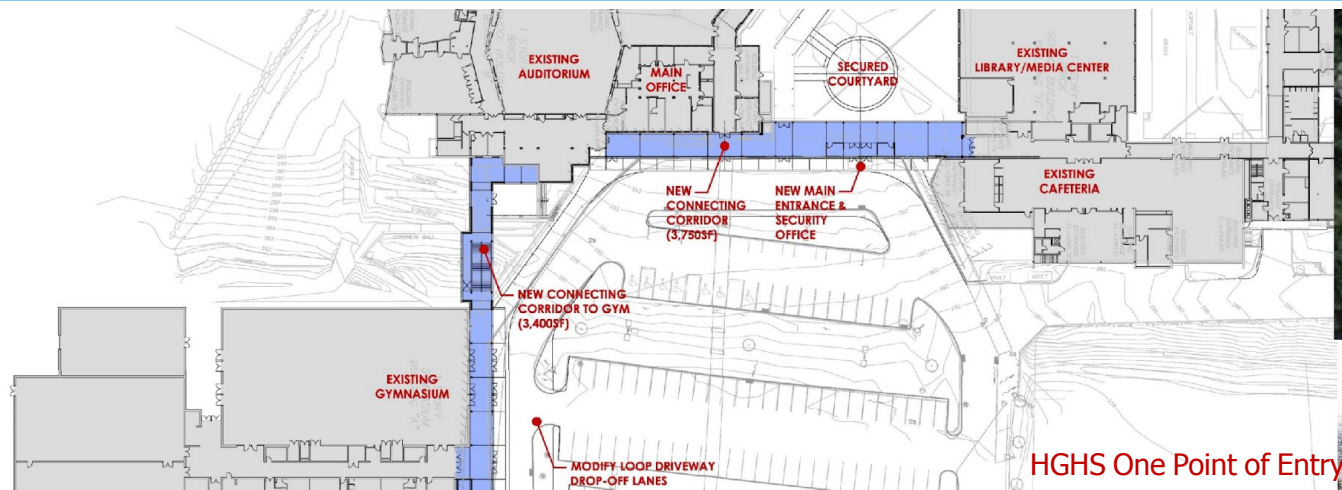 EXISTING
AUDITORIUM
MAIN
OFFICE
SECURED
COURTYARD
EXISTING
LIBRARY/MEDIA CENTER
NEW
CONNECTING
CORRIDOR
(3,750SF)
NEW MAIN
ENTRANCE &
SECURITY
OFFICE
EXISTING
CAFETERIA
NEW CONNECTING
CORRIDOR TO GYM
(3,400SF)
EXISTING
GYMNASIUM
MODIFY LOOP DRIVEWAY
DROP-OFF LANES
HGHS One Point of Entry